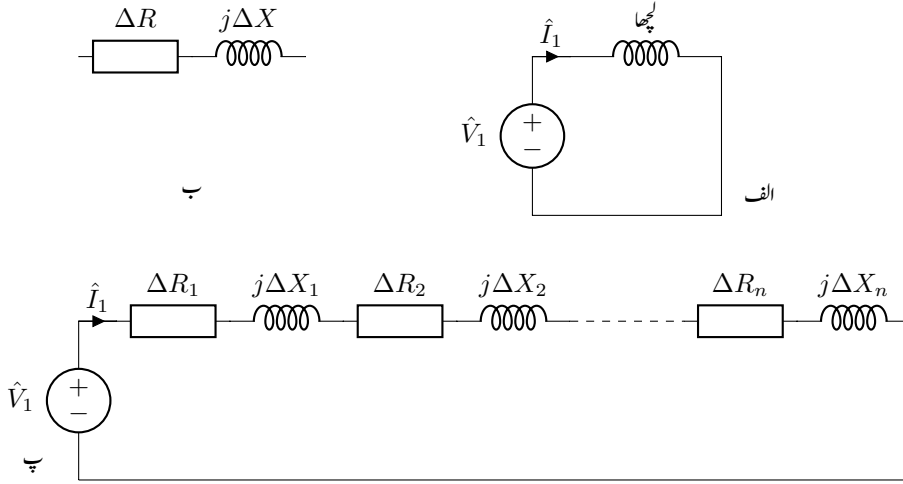 ΔR jΔX
لچھا
Î₁
V̂₁
+
−
الف
ب
ΔR₁ jΔX₁ ΔR₂ jΔX₂ ΔRₙ jΔXₙ
Î₁
V̂₁
+
−
پ